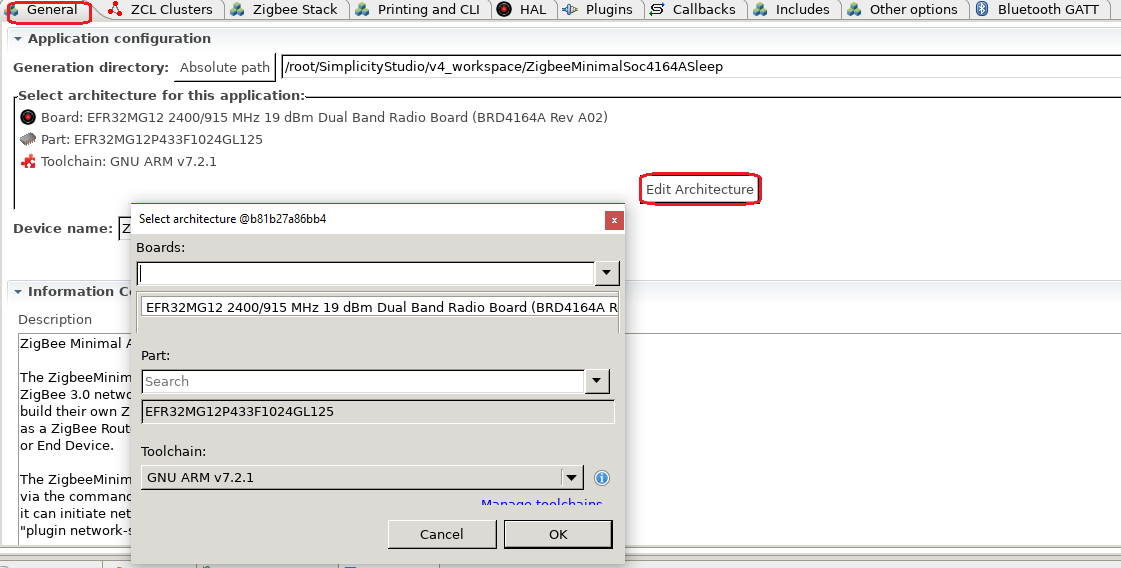 General ZCL Clusters Zigbee Stack Printing and CLI HAL Plugins Callbacks Includes Other options Bluetooth GATT
Application configuration
Generation directory: Absolute path /root/SimplicityStudio/v4_workspace/ZigbeeMinimalSoc4164ASleep
Select architecture for this application:
Board: EFR32MG12 2400/915 MHz 19 dBm Dual Band Radio Board (BRD4164A Rev A02)
Part: EFR32MG12P433F1024GL125
Toolchain: GNU ARM v7.2.1
Edit Architecture
Device name: Z
Information Co
Description
ZigBee Minimal A
The ZigbeeMinim
ZigBee 3.0 netwo
build their own Z
as a ZigBee Rout
or End Device.
The ZigbeeMinim
via the command
it can initiate net
"plugin network-s
Select architecture @b81b27a86bb4
x
Boards:
EFR32MG12 2400/915 MHz 19 dBm Dual Band Radio Board (BRD4164A R
Part:
Search
EFR32MG12P433F1024GL125
Toolchain:
GNU ARM v7.2.1
Manage toolchains
Cancel OK